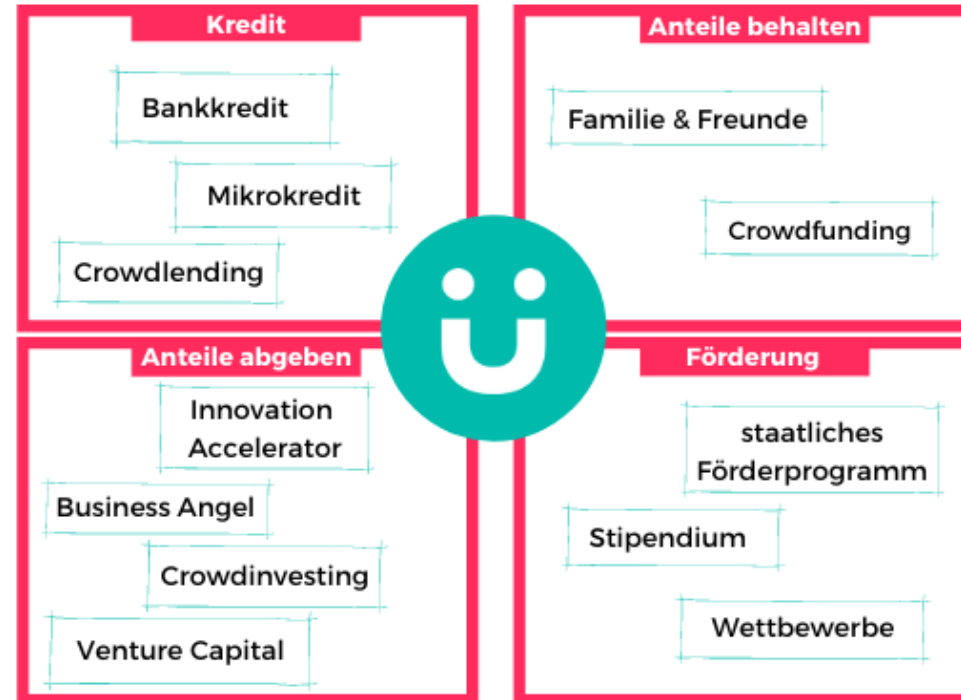 Kredit
Bankkredit
Mikrokredit
Crowdlending
Anteile behalten
Familie & Freunde
Crowdfunding
ü
Anteile abgeben
Innovation
Accelerator
Business Angel
Crowdinvesting
Venture Capital
Förderung
staatliches
Förderprogramm
Stipendium
Wettbewerbe